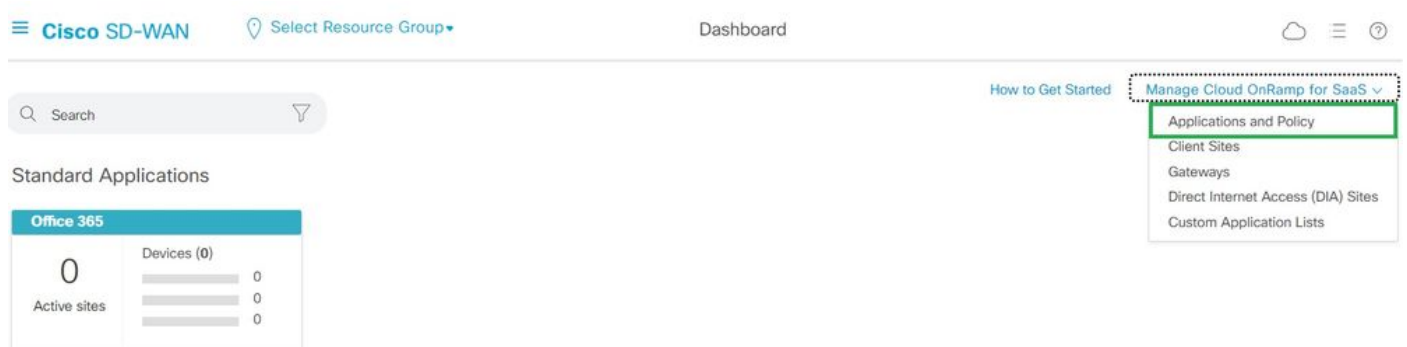 Cisco SD-WAN Select Resource Group Dashboard
How to Get Started Manage Cloud OnRamp for SaaS
Search
Applications and Policy
Client Sites
Gateways
Direct Internet Access (DIA) Sites
Custom Application Lists
Standard Applications
Office 365
0
Active sites
Devices (0)
0
0
0